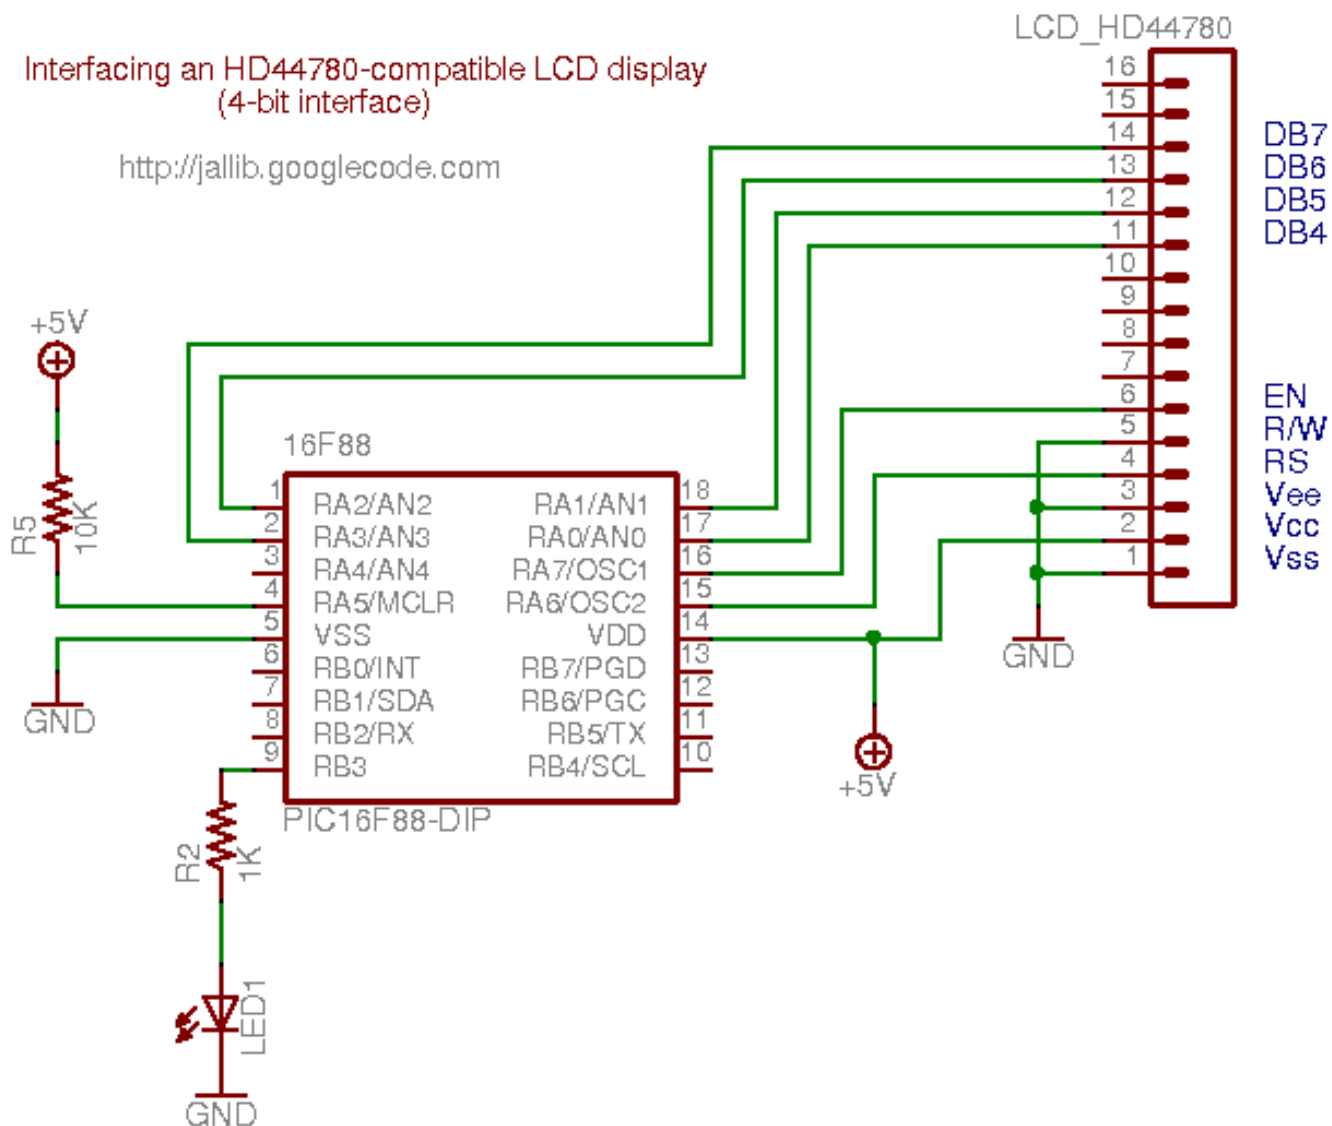 LCD_HD44780
Interfacing an HD44780-compatible LCD display
(4-bit interface)
http://jallib.googlecode.com
16
15
14 DB7
13 DB6
12 DB5
11 DB4
10
9
8
7
6 EN
5 R/W
4 RS
3 Vee
2 Vcc
1 Vss
GND
+5V
R5
10K
16F88
1 RA2/AN2 RA1/AN1 18
2 RA3/AN3 RA0/AN0 17
3 RA4/AN4 RA7/OSC1 16
4 RA5/MCLR RA6/OSC2 15
5 VSS VDD 14
6 RB0/INT RB7/PGD 13
7 RB1/SDA RB6/PGC 12
8 RB2/RX RB5/TX 11
9 RB3 RB4/SCL 10
PIC16F88-DIP
GND
+5V
R2
1K
LED1
GND